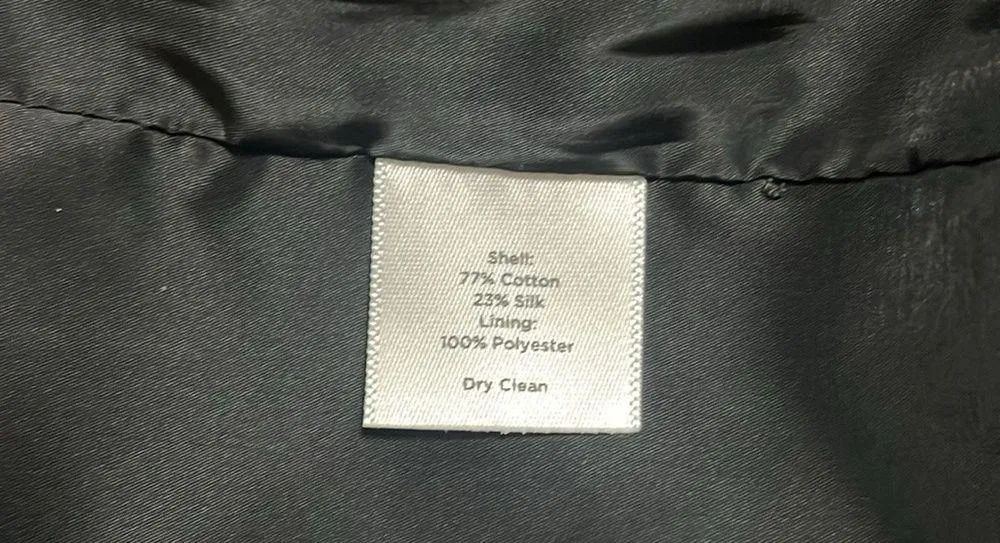 Shell:
77% Cotton
23% Silk
Lining:
100% Polyester
Dry Clean